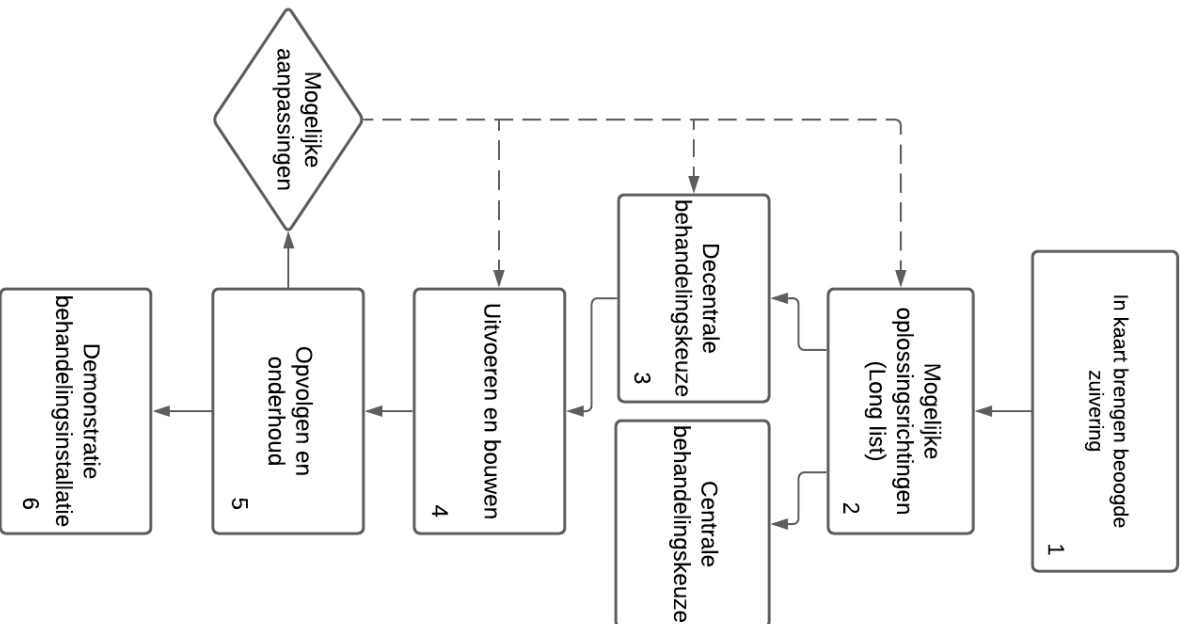 In kaart brengen beoogde
zuivering
1
Mogelijke
oplossingsrichtingen
(Long list)
2
Decentrale
behandelingskeuze
3
Centrale
behandelingskeuze
Uitvoeren en bouwen
4
Opvolgen en
onderhoud
5
Mogelijke
aanpassingen
Demonstratie
behandelingsinstallatie
6